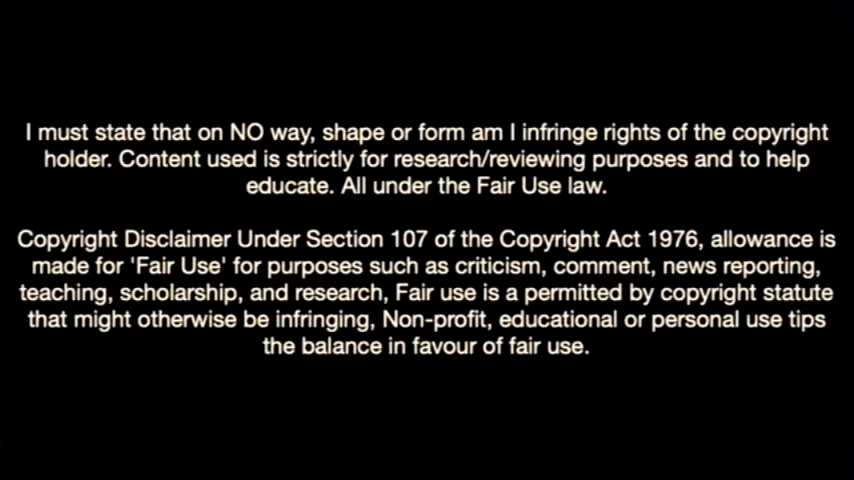 I must state that on NO way, shape or form am I infringe rights of the copyright
holder. Content used is strictly for research/reviewing purposes and to help
educate. All under the Fair Use law.
Copyright Disclaimer Under Section 107 of the Copyright Act 1976, allowance is
made for 'Fair Use' for purposes such as criticism, comment, news reporting,
teaching, scholarship, and research, Fair use is a permitted by copyright statute
that might otherwise be infringing, Non-profit, educational or personal use tips
the balance in favour of fair use.